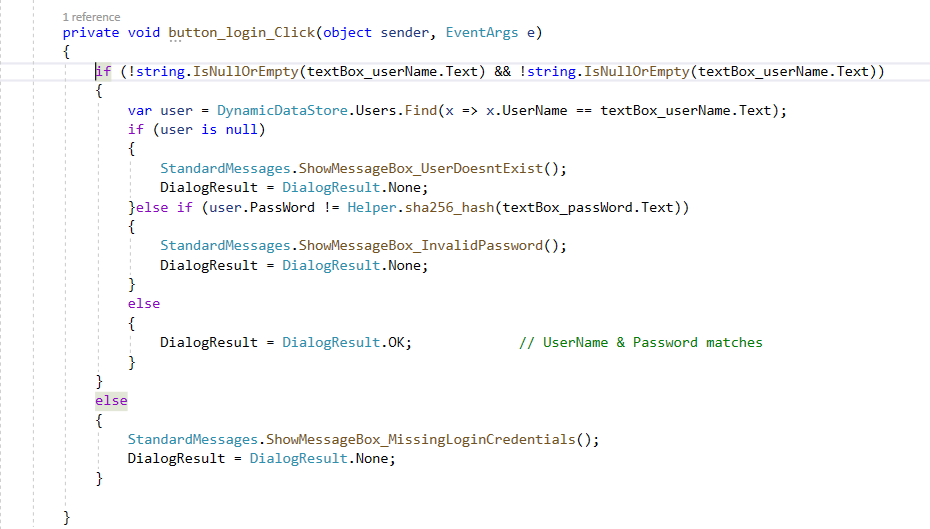 1 reference
private void button_login_Click(object sender, EventArgs e)
{
if (!string.IsNullOrEmpty(textBox_userName.Text) && !string.IsNullOrEmpty(textBox_userName.Text))
{
var user = DynamicDataStore.Users.Find(x => x.UserName == textBox_userName.Text);
if (user is null)
{
StandardMessages.ShowMessageBox_UserDoesntExist();
DialogResult = DialogResult.None;
}else if (user.PassWord != Helper.sha256_hash(textBox_passWord.Text))
{
StandardMessages.ShowMessageBox_InvalidPassword();
DialogResult = DialogResult.None;
}
else
{
DialogResult = DialogResult.OK; // UserName & Password matches
}
}
else
{
StandardMessages.ShowMessageBox_MissingLoginCredentials();
DialogResult = DialogResult.None;
}
}